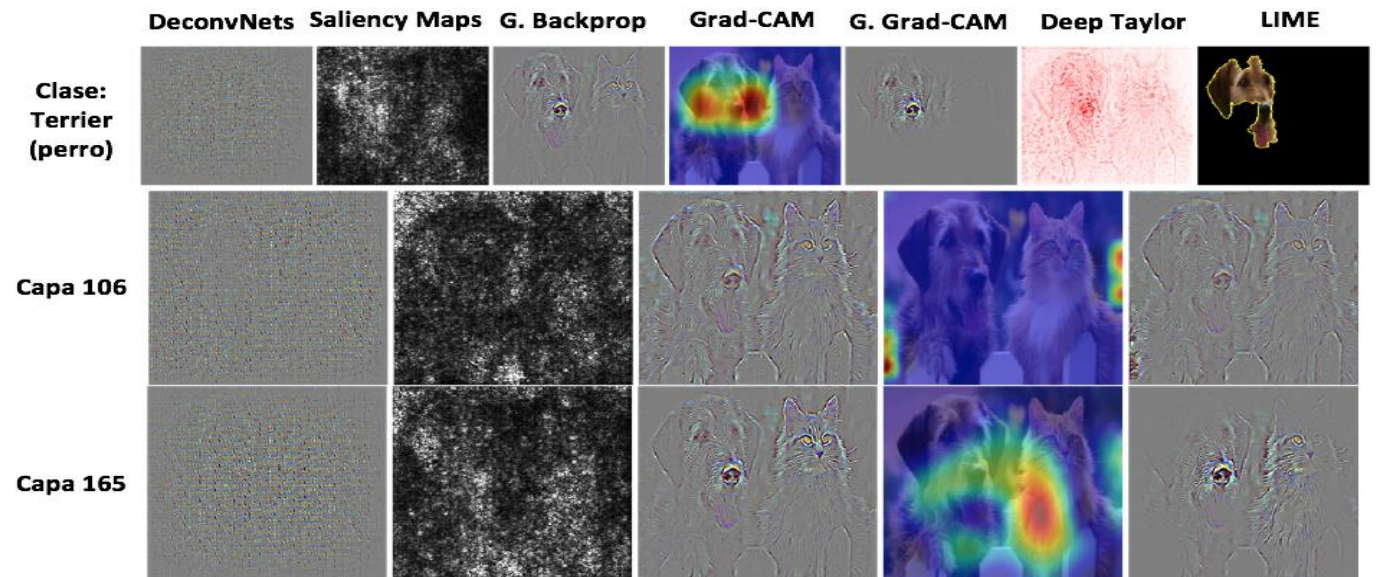 DeconvNets Saliency Maps G. Backprop Grad-CAM G. Grad-CAM Deep Taylor LIME
Clase:
Terrier
(perro)
Capa 106
Capa 165